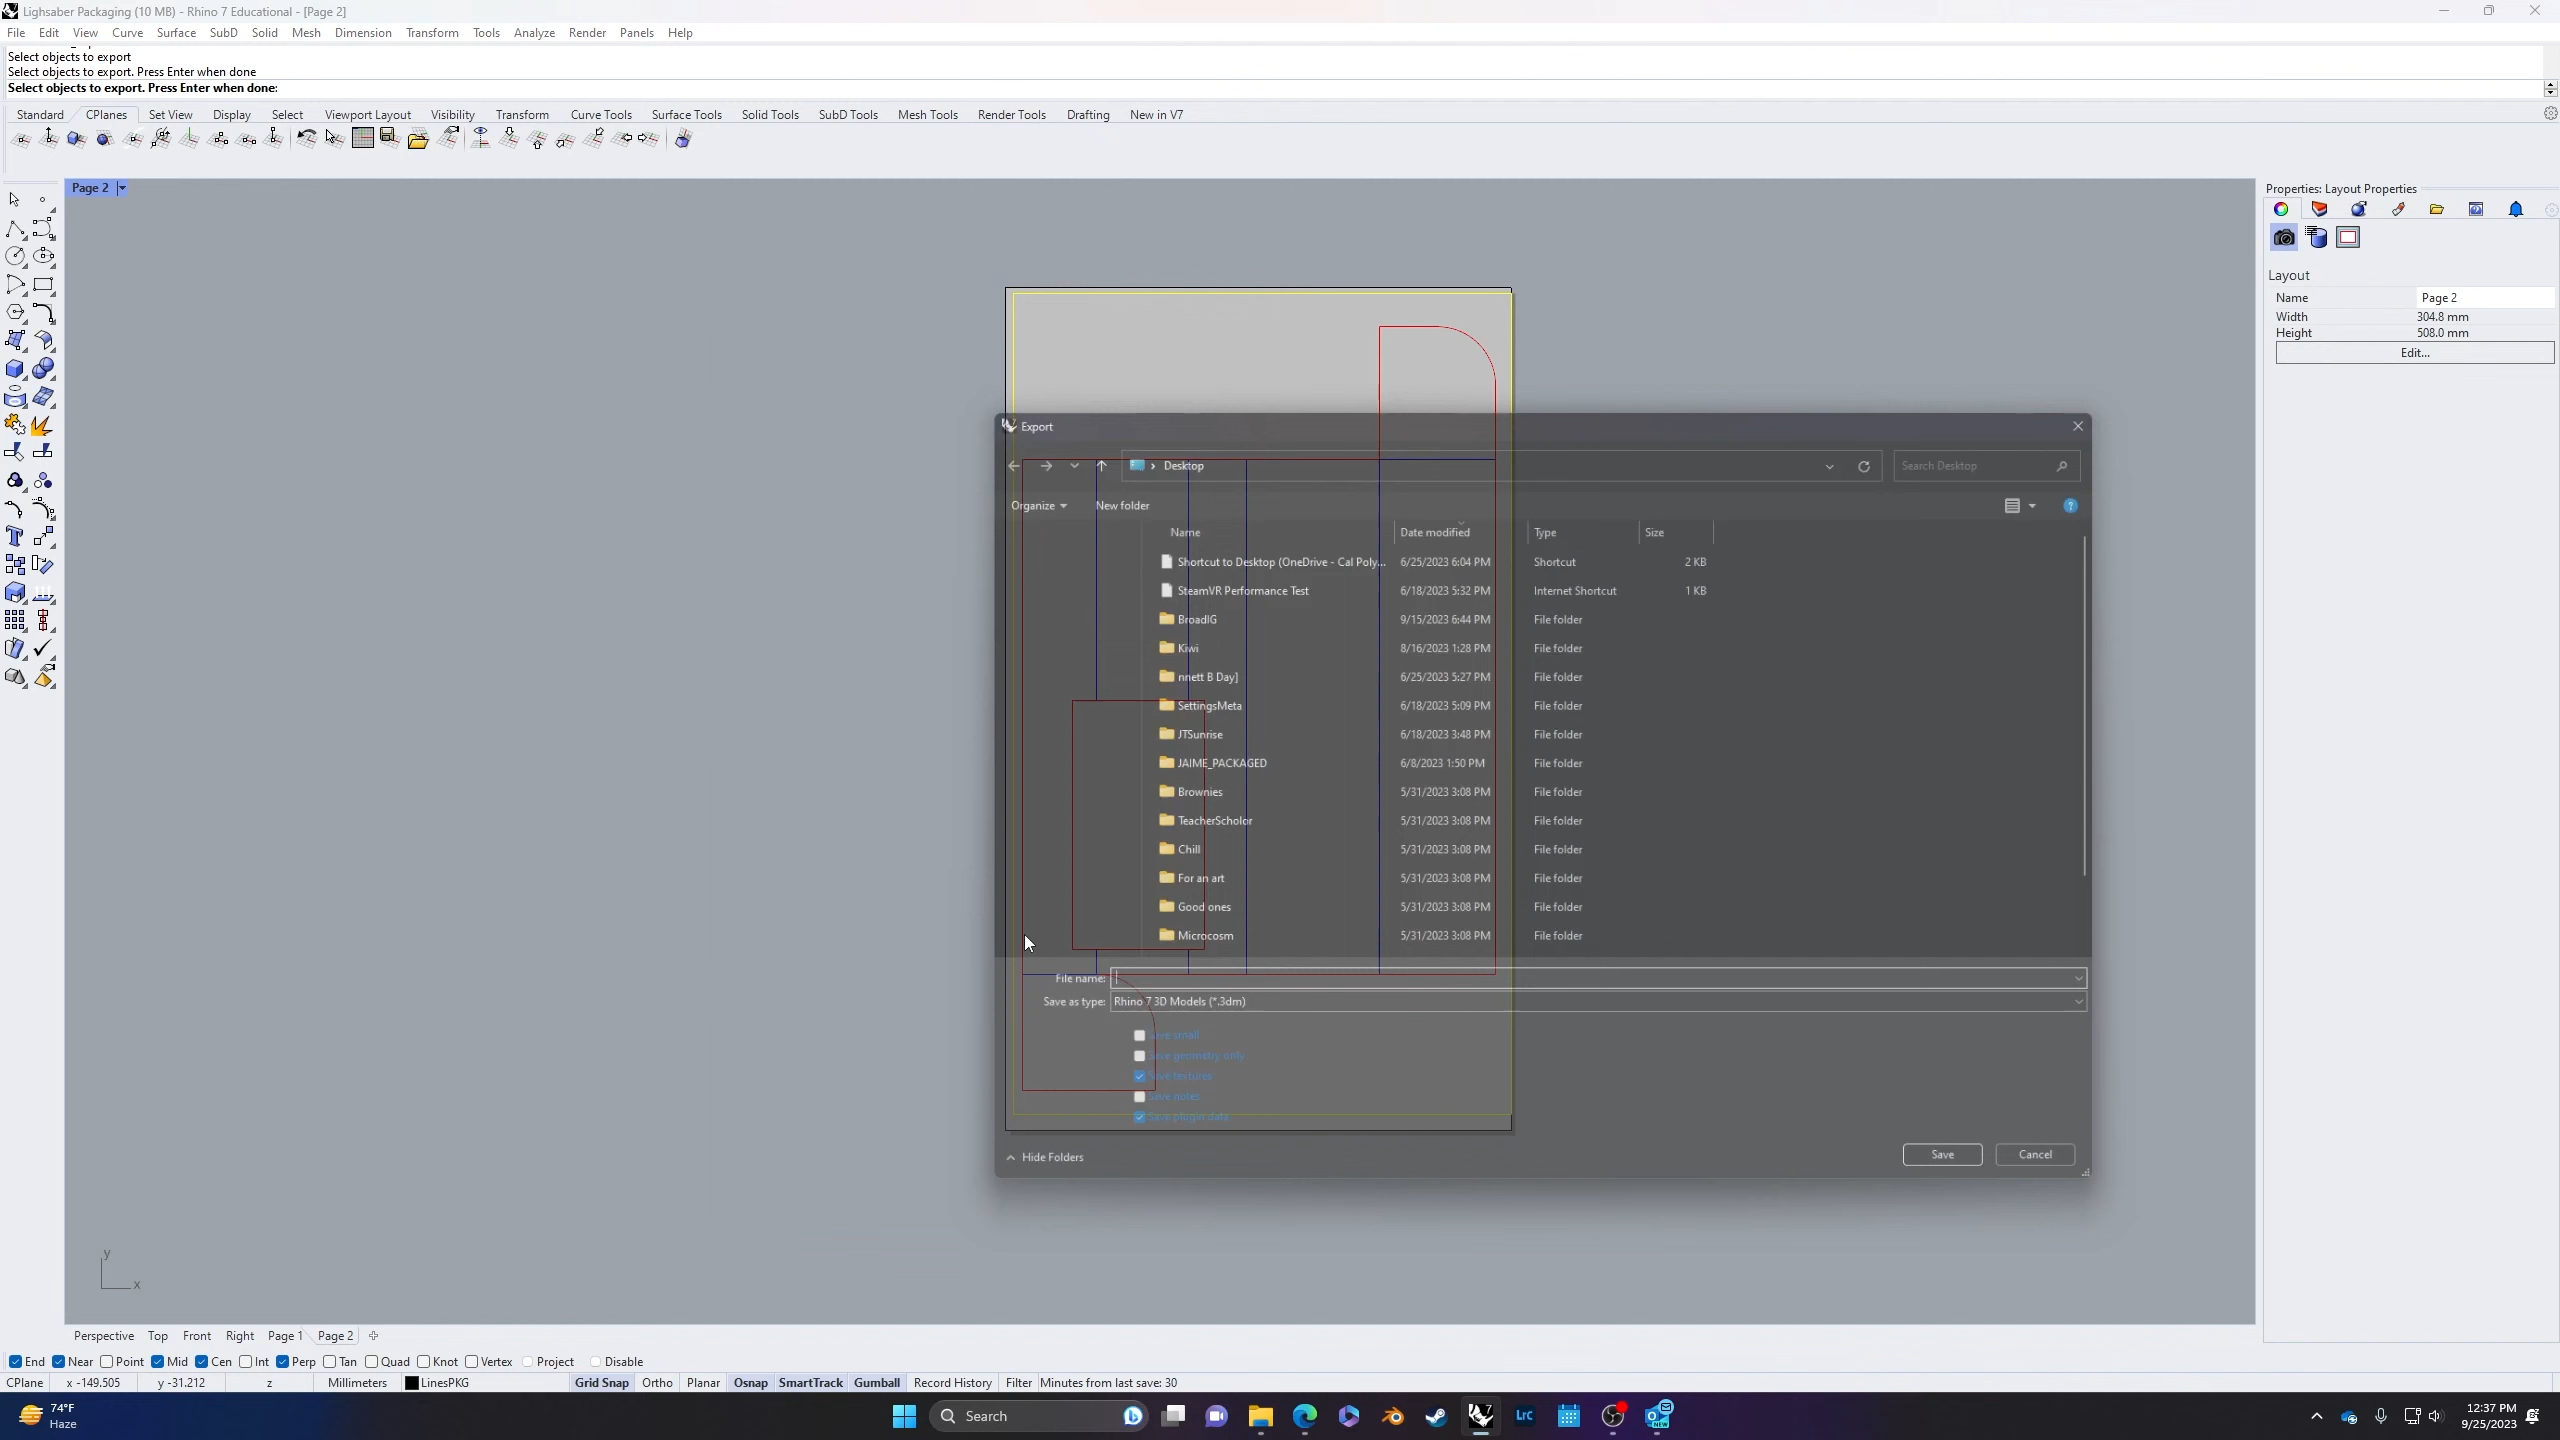 Lighsaber Packaging (10 MB) - Rhino 7 Educational - [Page 2]
File Edit View Curve Surface SubD Solid Mesh Dimension Transform Tools Analyze Render Panels Help
Select objects to export
Select objects to export. Press Enter when done
Select objects to export. Press Enter when done:
Standard CPlanes Set View Display Select Viewport Layout Visibility Transform Curve Tools Surface Tools Solid Tools SubD Tools Mesh Tools Render Tools Drafting New in V7
Page 2
Properties: Layout Properties
Layout
Name Page 2
Width 304.8 mm
Height 508.0 mm
Edit...
Export
Desktop
Search Desktop
Organize New folder
Name Date modified Type Size
Shortcut to Desktop (OneDrive - Cal Poly... 6/25/2023 6:04 PM Shortcut 2 KB
SteamVR Performance Test 6/18/2023 5:32 PM Internet Shortcut 1 KB
BroadIG 9/15/2023 6:44 PM File folder
Kiwi 8/16/2023 1:28 PM File folder
nnett B Day] 6/25/2023 5:27 PM File folder
SettingsMeta 6/18/2023 5:09 PM File folder
JTSunrise 6/18/2023 3:48 PM File folder
JAIME_PACKAGED 6/8/2023 1:50 PM File folder
Brownies 5/31/2023 3:08 PM File folder
TeacherScholor 5/31/2023 3:08 PM File folder
Chill 5/31/2023 3:08 PM File folder
For an art 5/31/2023 3:08 PM File folder
Good ones 5/31/2023 3:08 PM File folder
Microcosm 5/31/2023 3:08 PM File folder
File name:
Save as type: Rhino 7 3D Models (*.3dm)
Save small
Save geometry only
Save textures
Save notes
Save plugin data
Hide Folders
Save Cancel
y
x
Perspective Top Front Right Page 1 Page 2
End Near Point Mid Cen Int Perp Tan Quad Knot Vertex Project Disable
CPlane x -149.505 y -31.212 z Millimeters LinesPKG Grid Snap Ortho Planar Osnap SmartTrack Gumball Record History Filter Minutes from last save: 30
74°F
Haze
Search
LrC
NEW
12:37 PM
9/25/2023